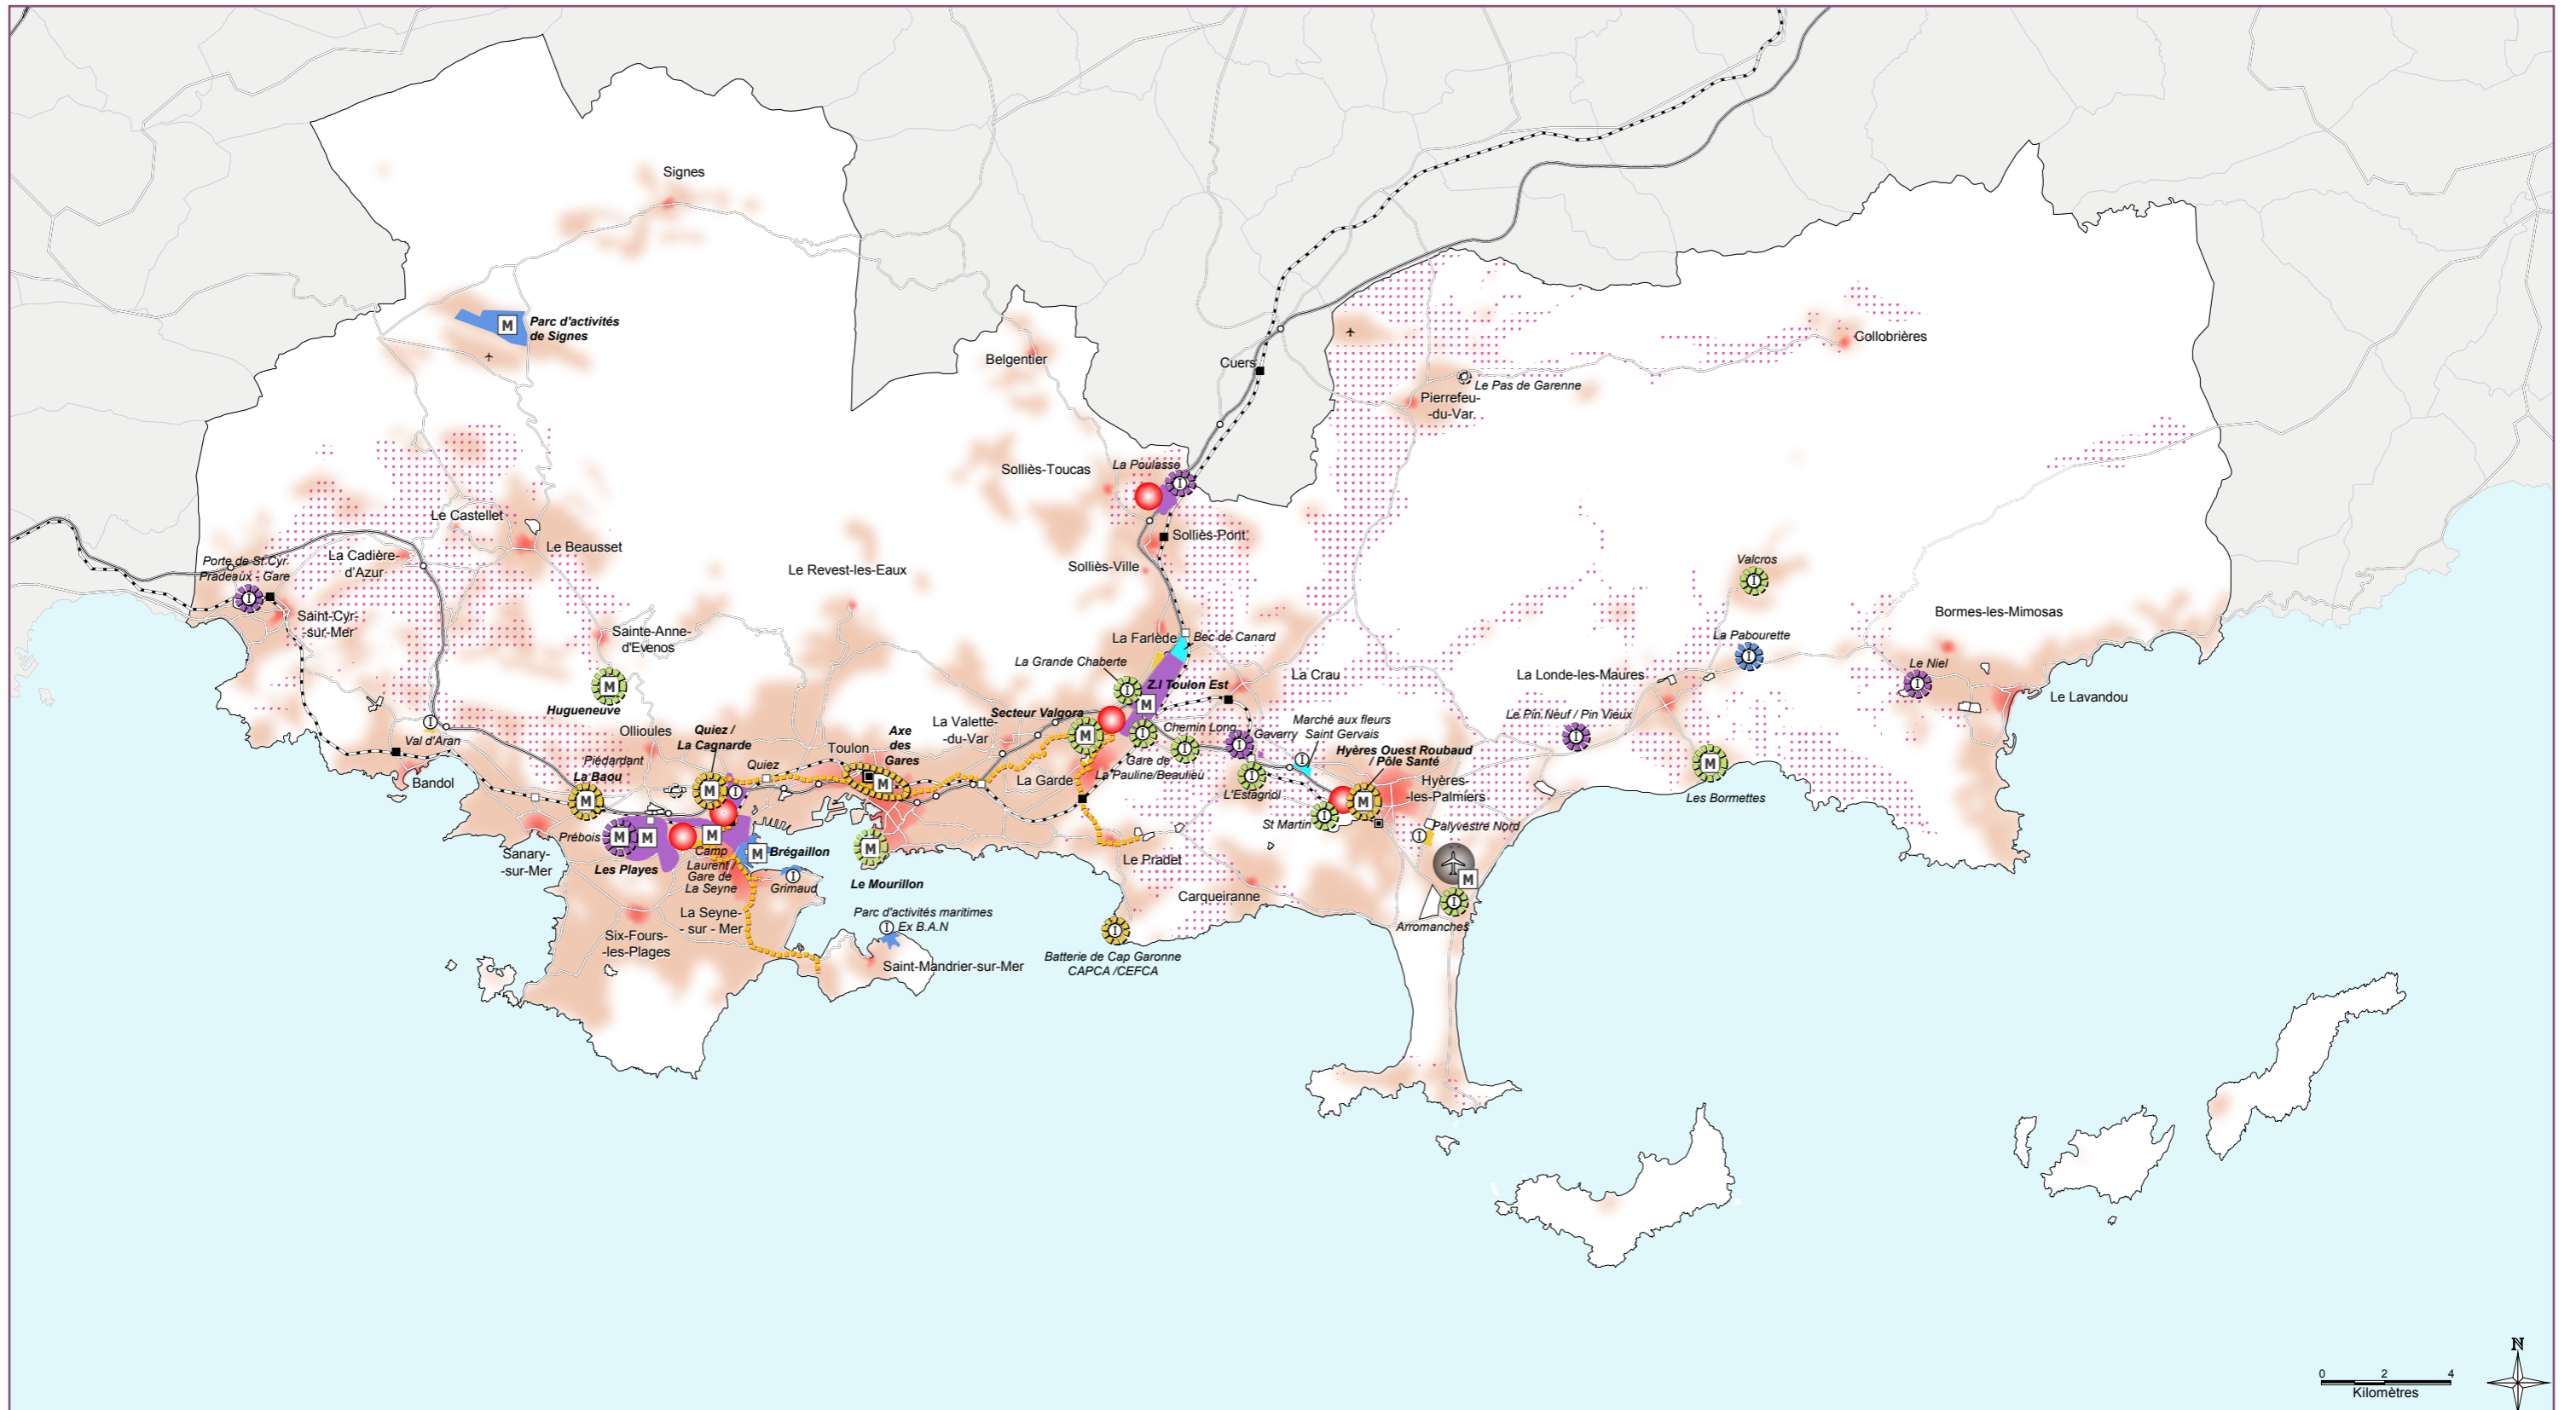 Signes
M
Parc d'activités
de Signes
Belgentier
Cuers
Collobrières
Le Pas de Garenne
Pierrefeu-
-du-Var
Solliès-Toucas
La Poulasse
I
Le Castellet
Le Beausset
Solliès-Pont
La Cadière-
d'Azur
Porte de St Cyr
Pradeaux - Gare
I
Saint-Cyr-
-sur-Mer
Le Revest-les-Eaux
Solliès-Ville
Valcros
I
Sainte-Anne-
d'Evenos
La Farlède
Bec de Canard
Bormes-les-Mimosas
La Pabourette
I
La Grande Chaberte
I
M
Hugueneuve
Z.I Toulon Est
M
La Crau
La Londe-les-Maures
Le Niel
I
Le Lavandou
I
Val d'Aran
Ollioules
Quiez /
La Cagnarde
Toulon
Axe
des
Gares
La Valette-
-du-Var
Secteur Valgora
M
I
Chemin Long
I
Gavarry
I
Marché aux fleurs
Saint Gervais
I
Le Pin Neuf / Pin Vieux
I
Hyères Ouest Roubaud
/ Pôle Santé
Piédardant
La Baou
M
Quiez
M
I
M
Gare de
La Pauline/Beaulieu
La Garde
I
L'Estagnol
M
Les Bormettes
Bandol
Hyères-
-les-Palmiers
M
St Martin
I
Palyvestre Nord
I
Prébois
M
M
M
M
Brégaillon
Camp
Laurent /
Gare de
La Seyne
Les Playes
I
Grimaud
M
Le Mourillon
Sanary-
-sur-Mer
Le Pradet
M
Carqueiranne
I
Arromanches
La Seyne-
- sur - Mer
Parc d'activités maritimes
I
Ex B.A.N
Six-Fours-
-les-Plages
Saint-Mandrier-sur-Mer
I
Batterie de Cap Garonne
CAPCA /CEFCA
N
0 2 4
Kilomètres